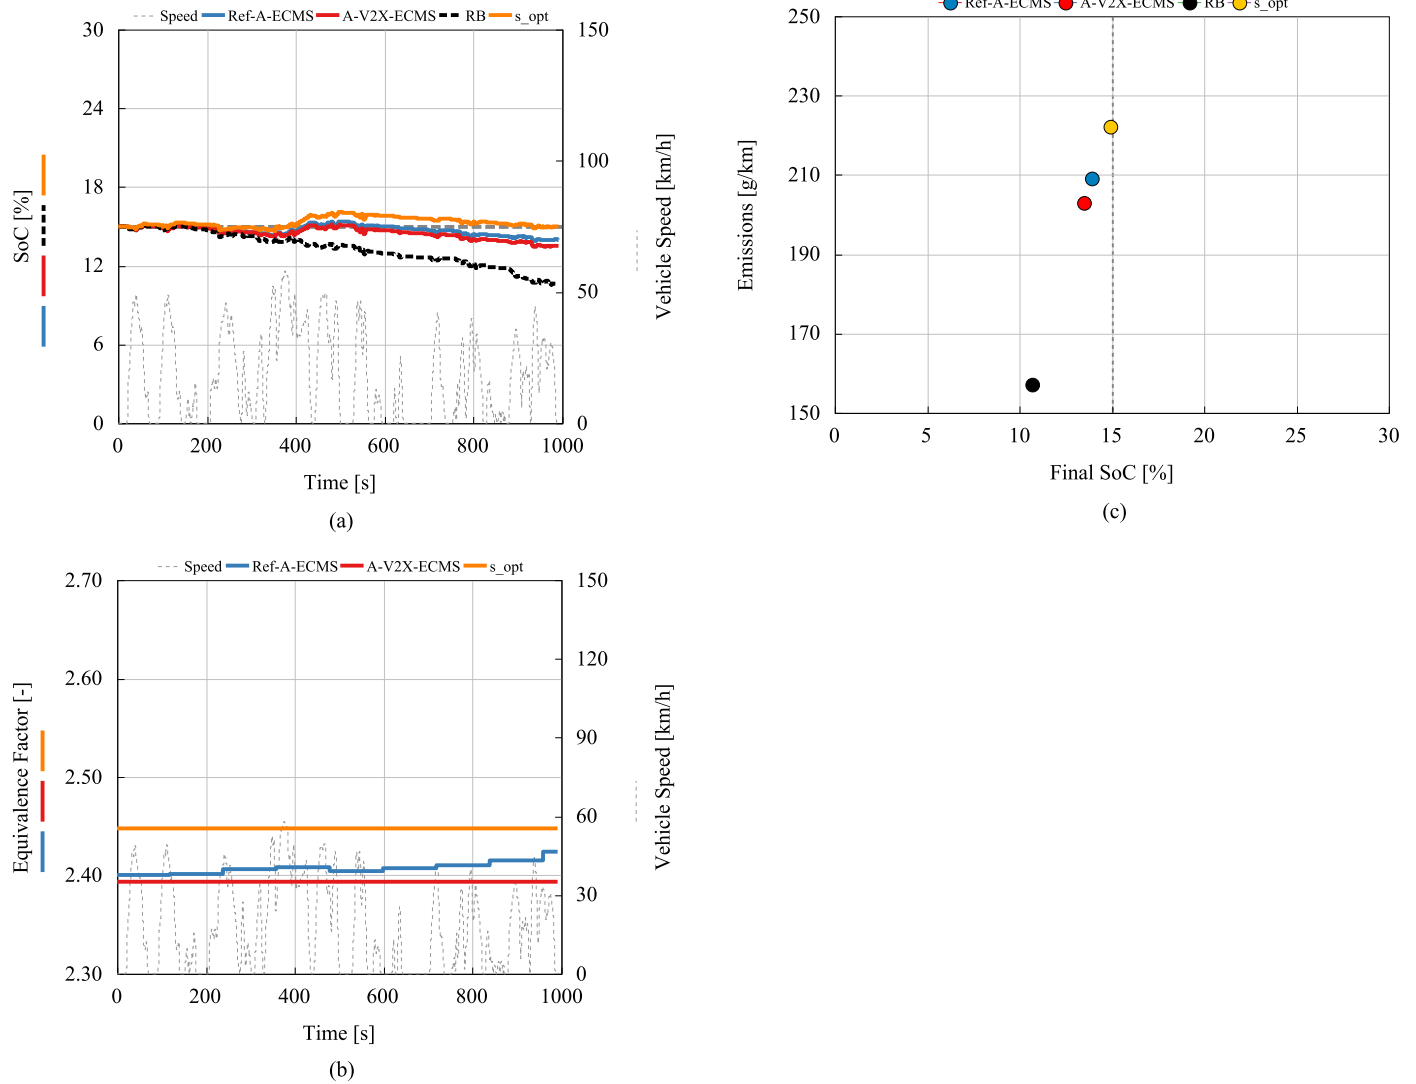 Speed Ref-A-ECMS A-V2X-ECMS RB s_opt
30
24
18
12
6
0
SoC [%]
150
100
50
0
Vehicle Speed [km/h]
0 200 400 600 800 1000
Time [s]
(a)
Speed Ref-A-ECMS A-V2X-ECMS s_opt
2.70
2.60
2.50
2.40
2.30
Equivalence Factor [-]
150
120
90
60
30
0
Vehicle Speed [km/h]
0 200 400 600 800 1000
Time [s]
(b)
Ref-A-ECMS A-V2X-ECMS RB s_opt
250
230
210
190
170
150
Emissions [g/km]
0 5 10 15 20 25 30
Final SoC [%]
(c)